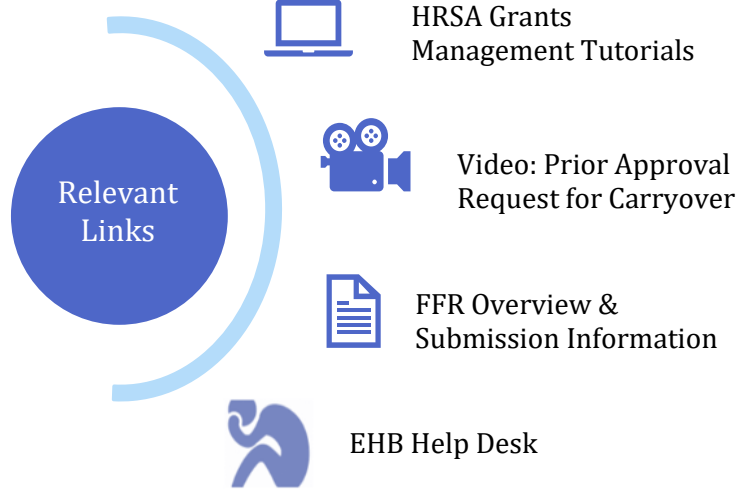 HRSA Grants
Management Tutorials
Relevant
Links
Video: Prior Approval
Request for Carryover
FFR Overview &
Submission Information
EHB Help Desk